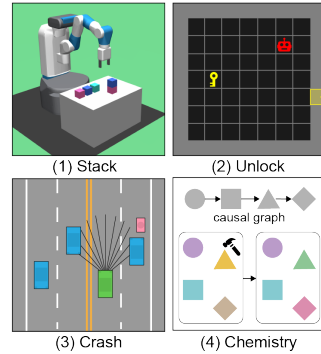 (1) Stack
(2) Unlock
causal graph
(3) Crash
(4) Chemistry